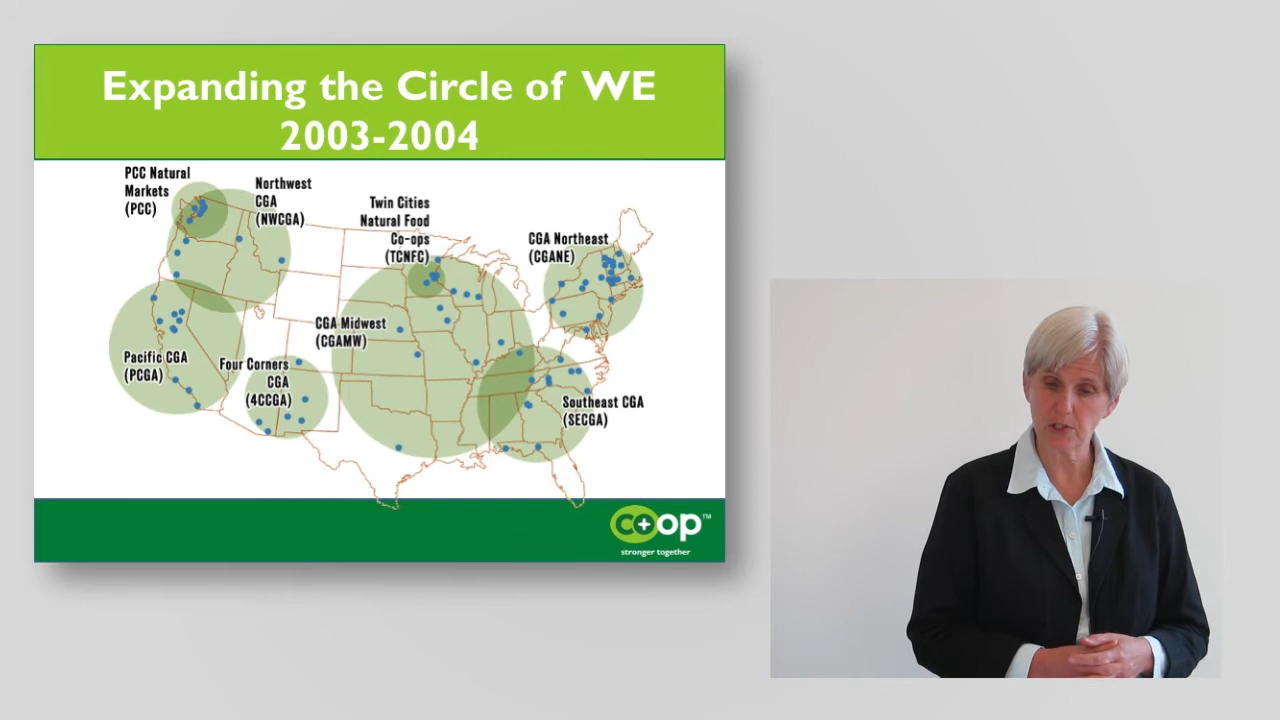 Expanding the Circle of WE
2003-2004
PCC Natural
Markets
(PCC)
Northwest
CGA
(NWCGA)
Twin Cities
Natural Food
Co-ops
(TCNFC)
CGA Northeast
(CGANE)
CGA Midwest
(CGAMW)
Pacific CGA
(PCGA)
Four Corners
CGA
(4CCGA)
Southeast CGA
(SECGA)
co+op™
stronger together